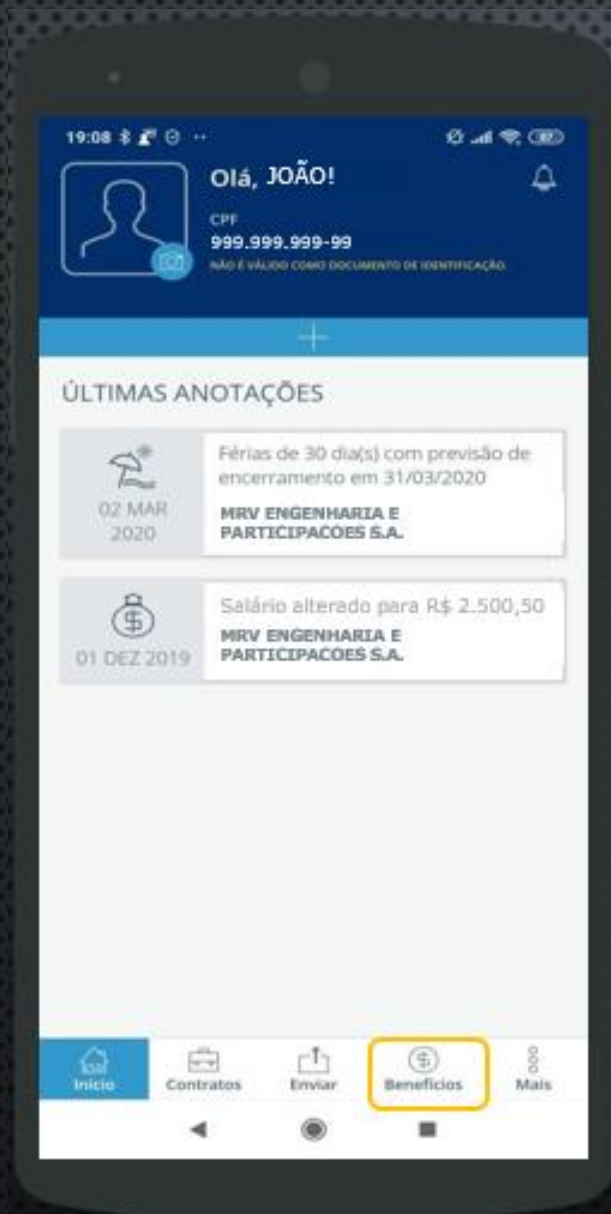 19:08
Olá, JOÃO!
CPF
999.999.999-99
NÃO É VÁLIDO COMO DOCUMENTO DE IDENTIFICAÇÃO.
ÚLTIMAS ANOTAÇÕES
02 MAR
2020
Férias de 30 dia(s) com previsão de
encerramento em 31/03/2020
MRV ENGENHARIA E
PARTICIPACOES S.A.
01 DEZ 2019
Salário alterado para R$ 2.500,50
MRV ENGENHARIA E
PARTICIPACOES S.A.
Início Contratos Enviar Benefícios Mais